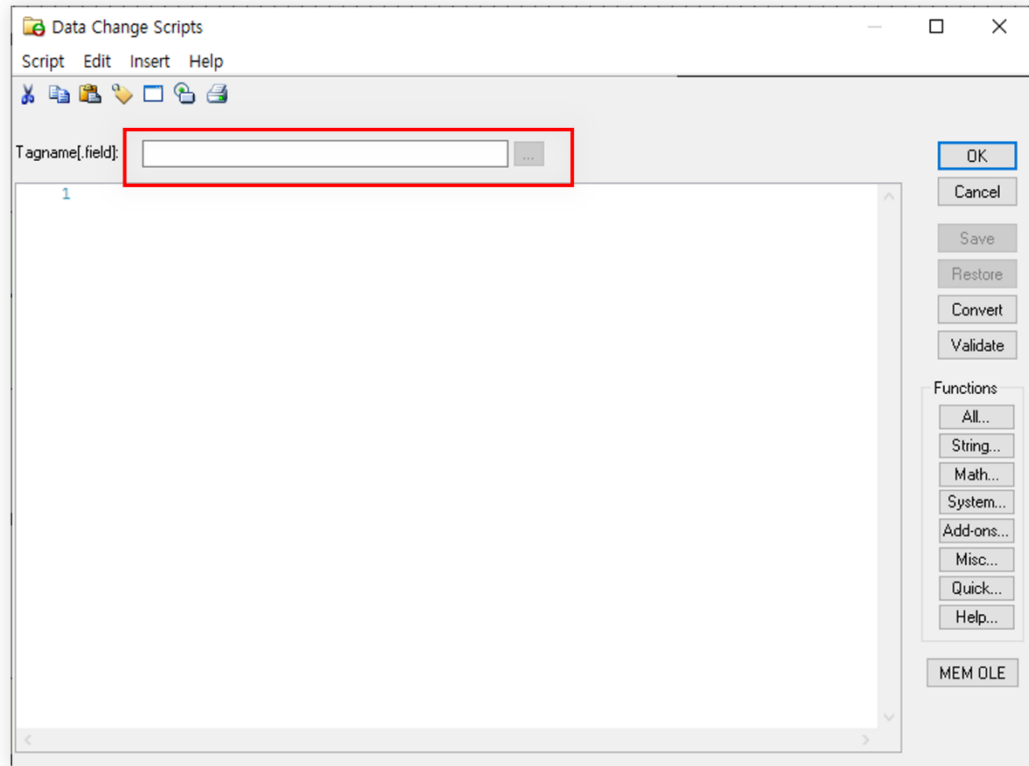 Data Change Scripts
Script Edit Insert Help
Tagname[.field]:
...
OK
1
Cancel
Save
Restore
Convert
Validate
Functions
All...
String...
Math...
System...
Add-ons...
Misc...
Quick...
Help...
MEM OLE